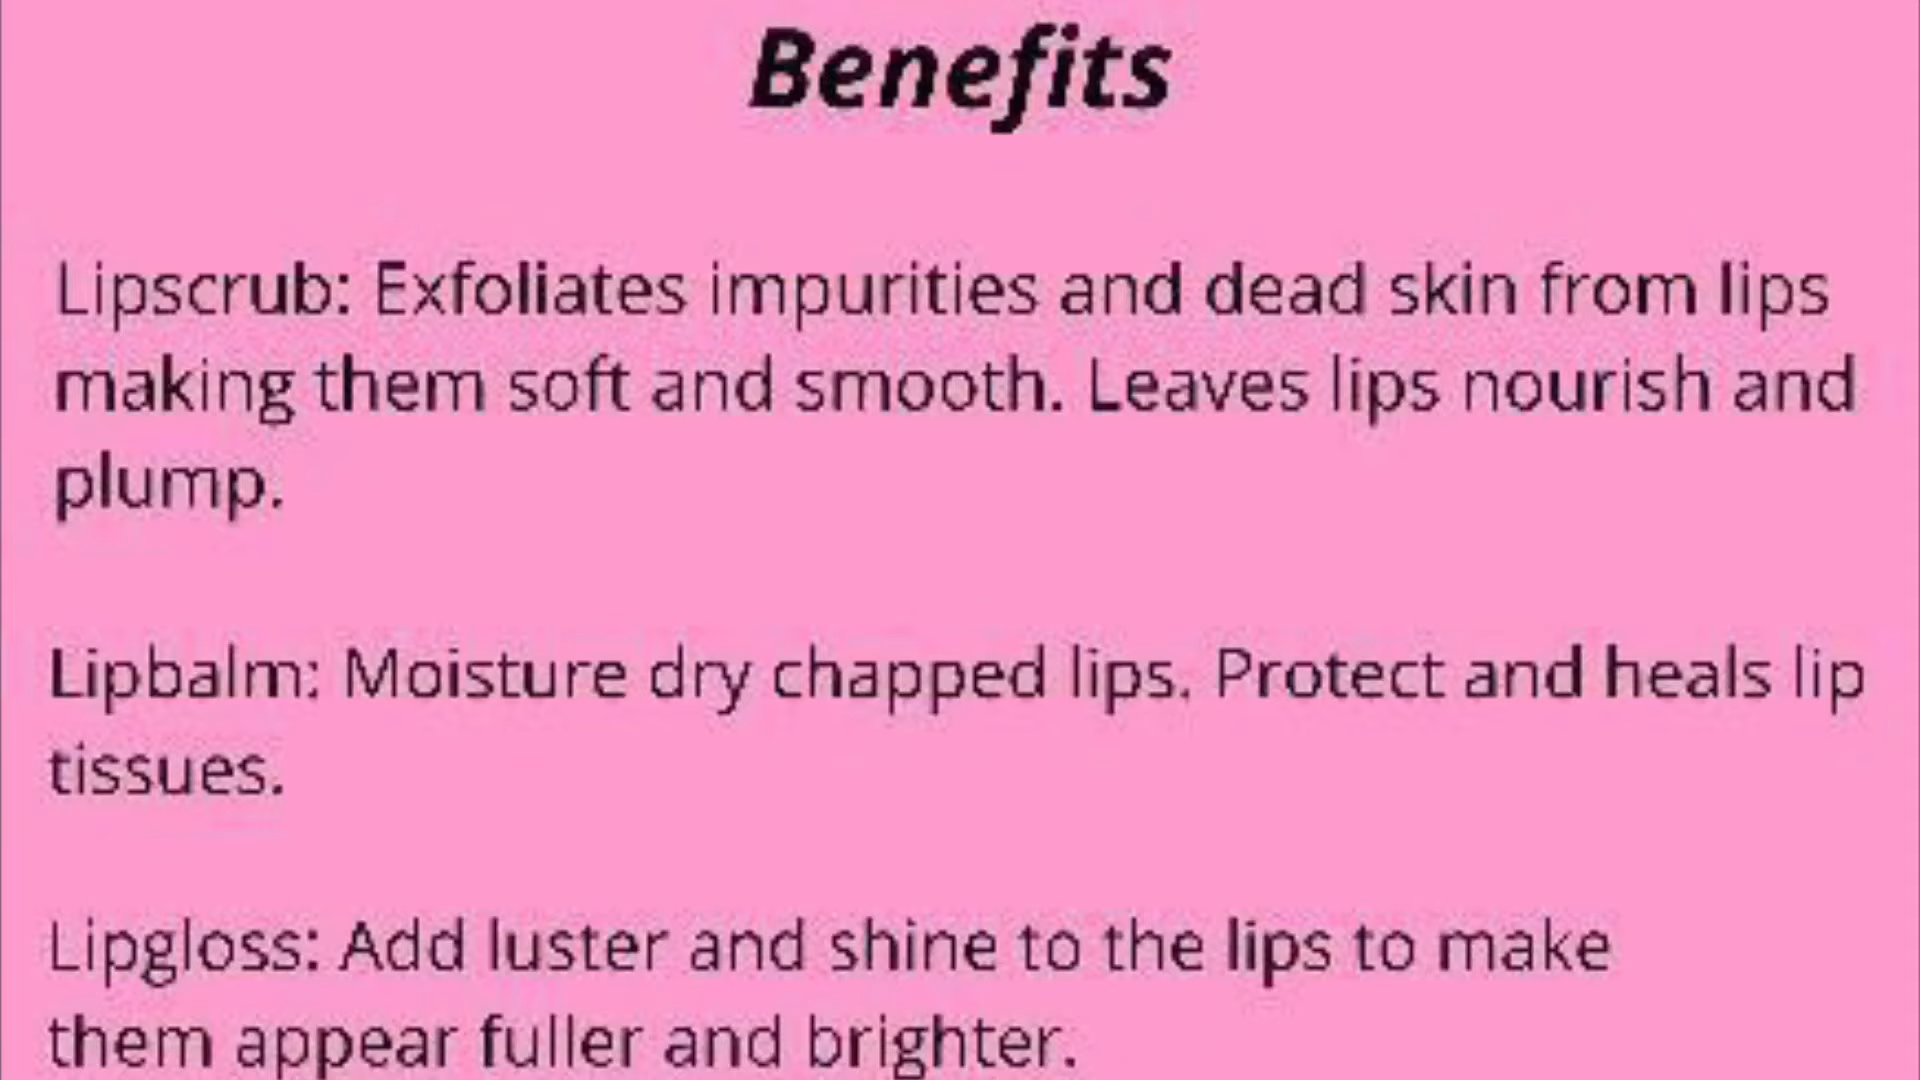 Benefits
Lipscrub: Exfoliates impurities and dead skin from lips
making them soft and smooth. Leaves lips nourish and
plump.
Lipbalm: Moisture dry chapped lips. Protect and heals lip
tissues.
Lipgloss: Add luster and shine to the lips to make
them appear fuller and brighter.